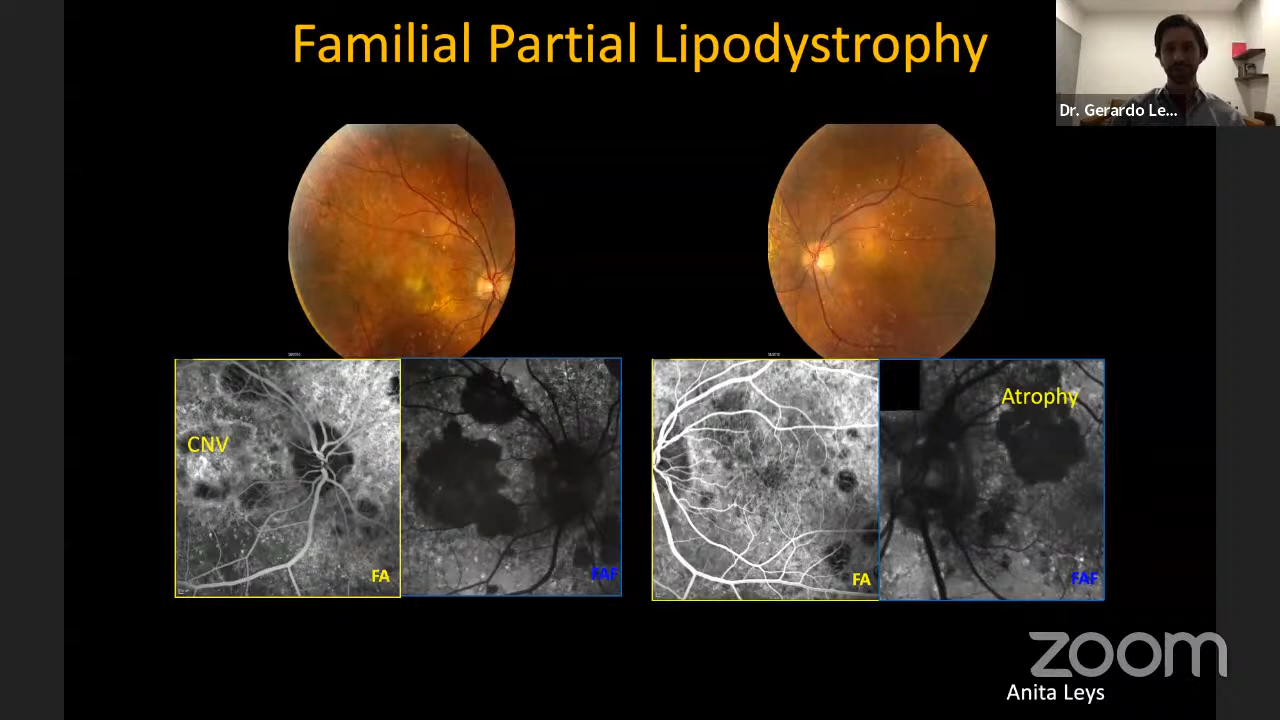 Familial Partial Lipodystrophy
Dr. Gerardo Le...
CNV
FA
FAF
Atrophy
FA
FAF
zoom
Anita Leys